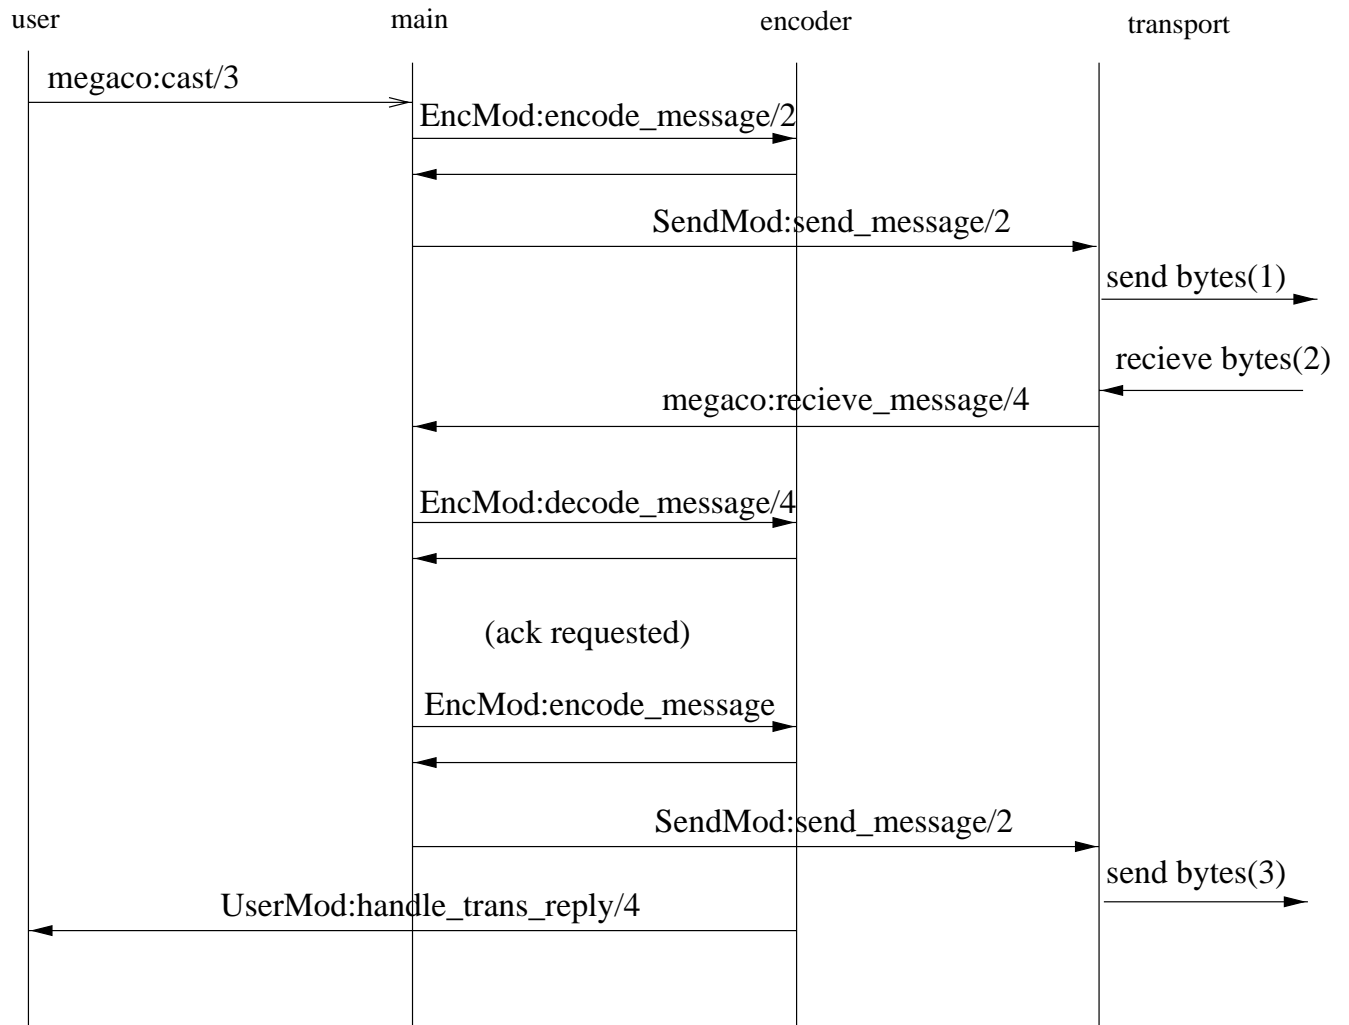 user
main
encoder
transport
megaco:cast/3
EncMod:encode_message/2
SendMod:send_message/2
send bytes(1)
recieve bytes(2)
megaco:recieve_message/4
EncMod:decode_message/4
(ack requested)
EncMod:encode_message
SendMod:send_message/2
send bytes(3)
UserMod:handle_trans_reply/4